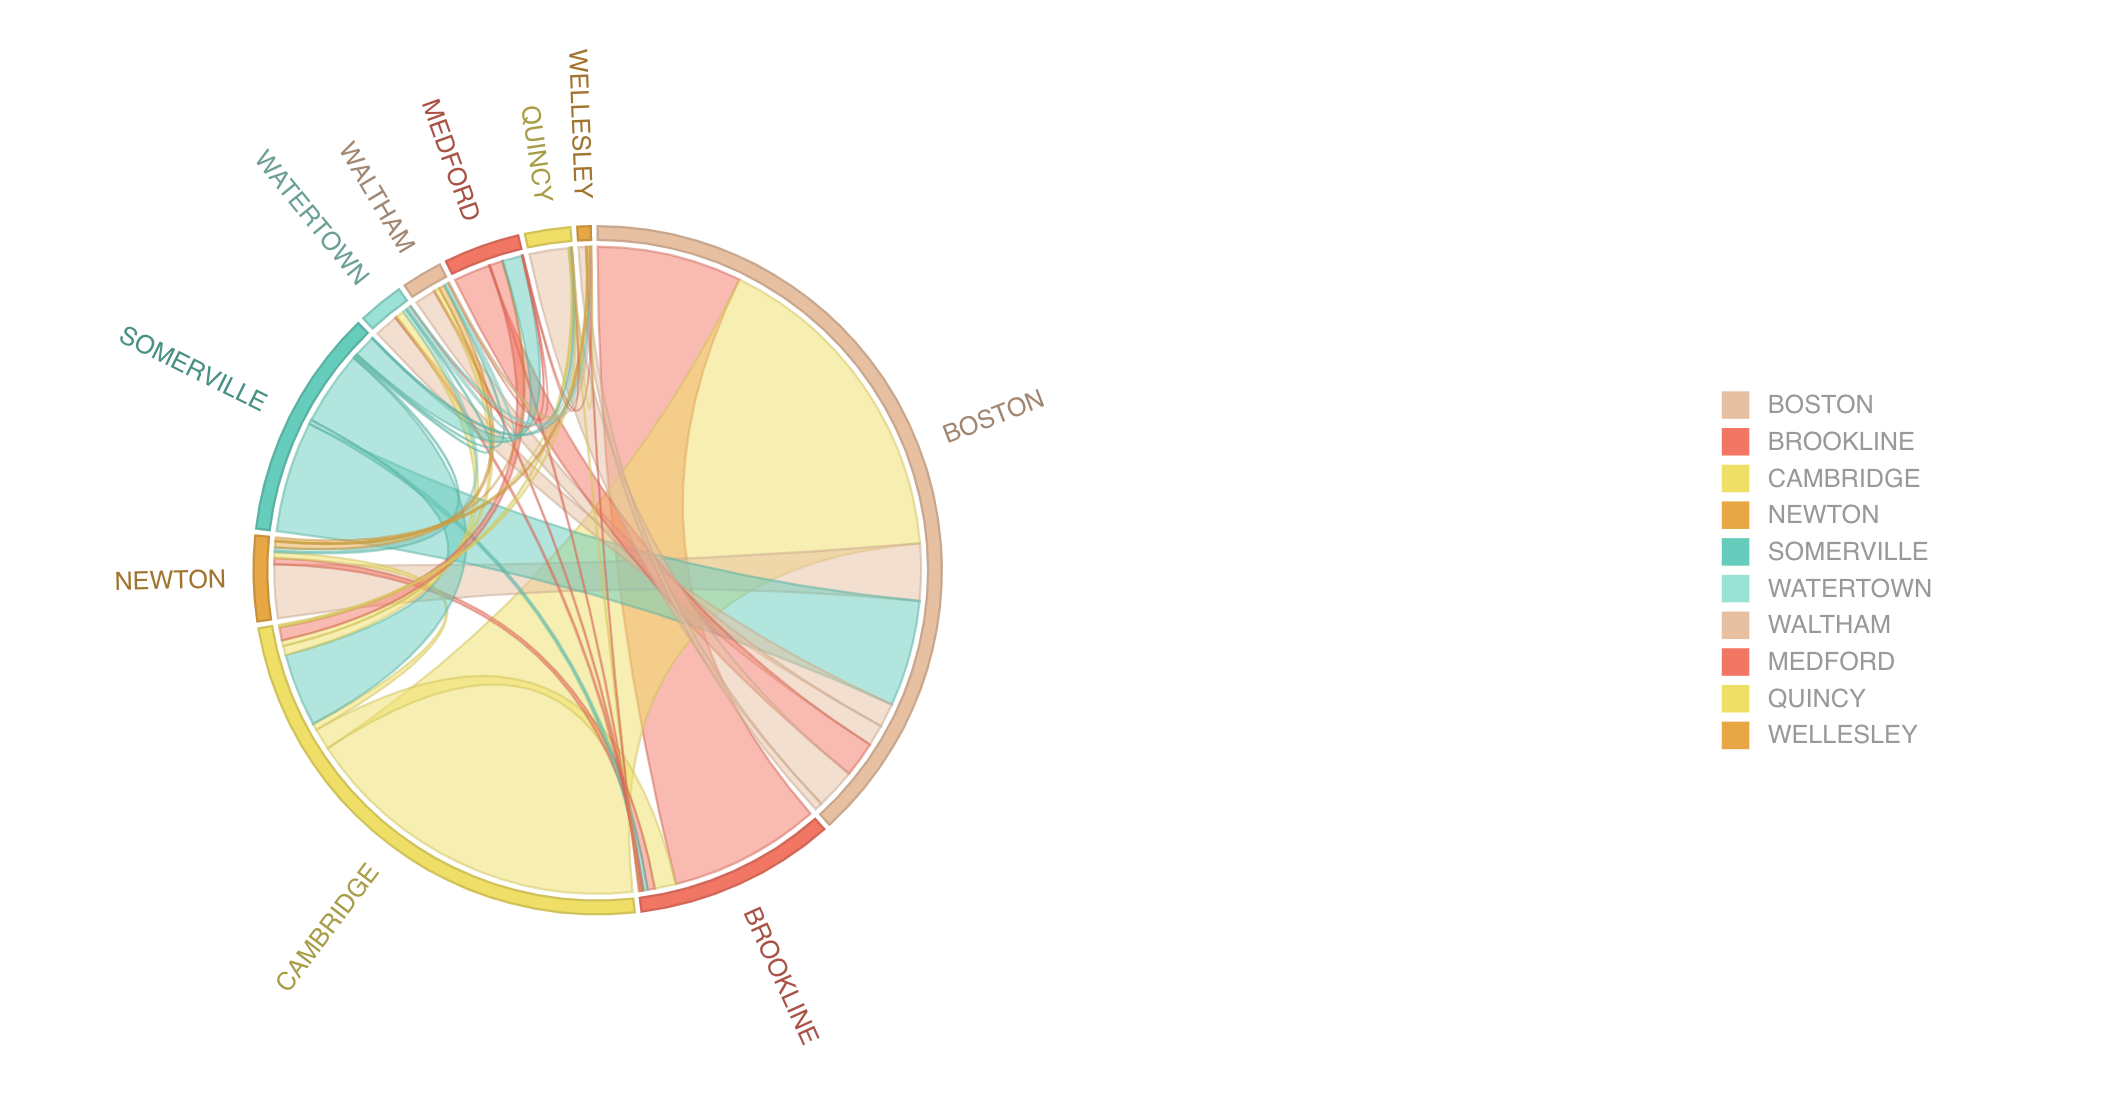 WELLESLEY
QUINCY
MEDFORD
WALTHAM
WATERTOWN
SOMERVILLE
NEWTON
CAMBRIDGE
BROOKLINE
BOSTON
BOSTON
BROOKLINE
CAMBRIDGE
NEWTON
SOMERVILLE
WATERTOWN
WALTHAM
MEDFORD
QUINCY
WELLESLEY